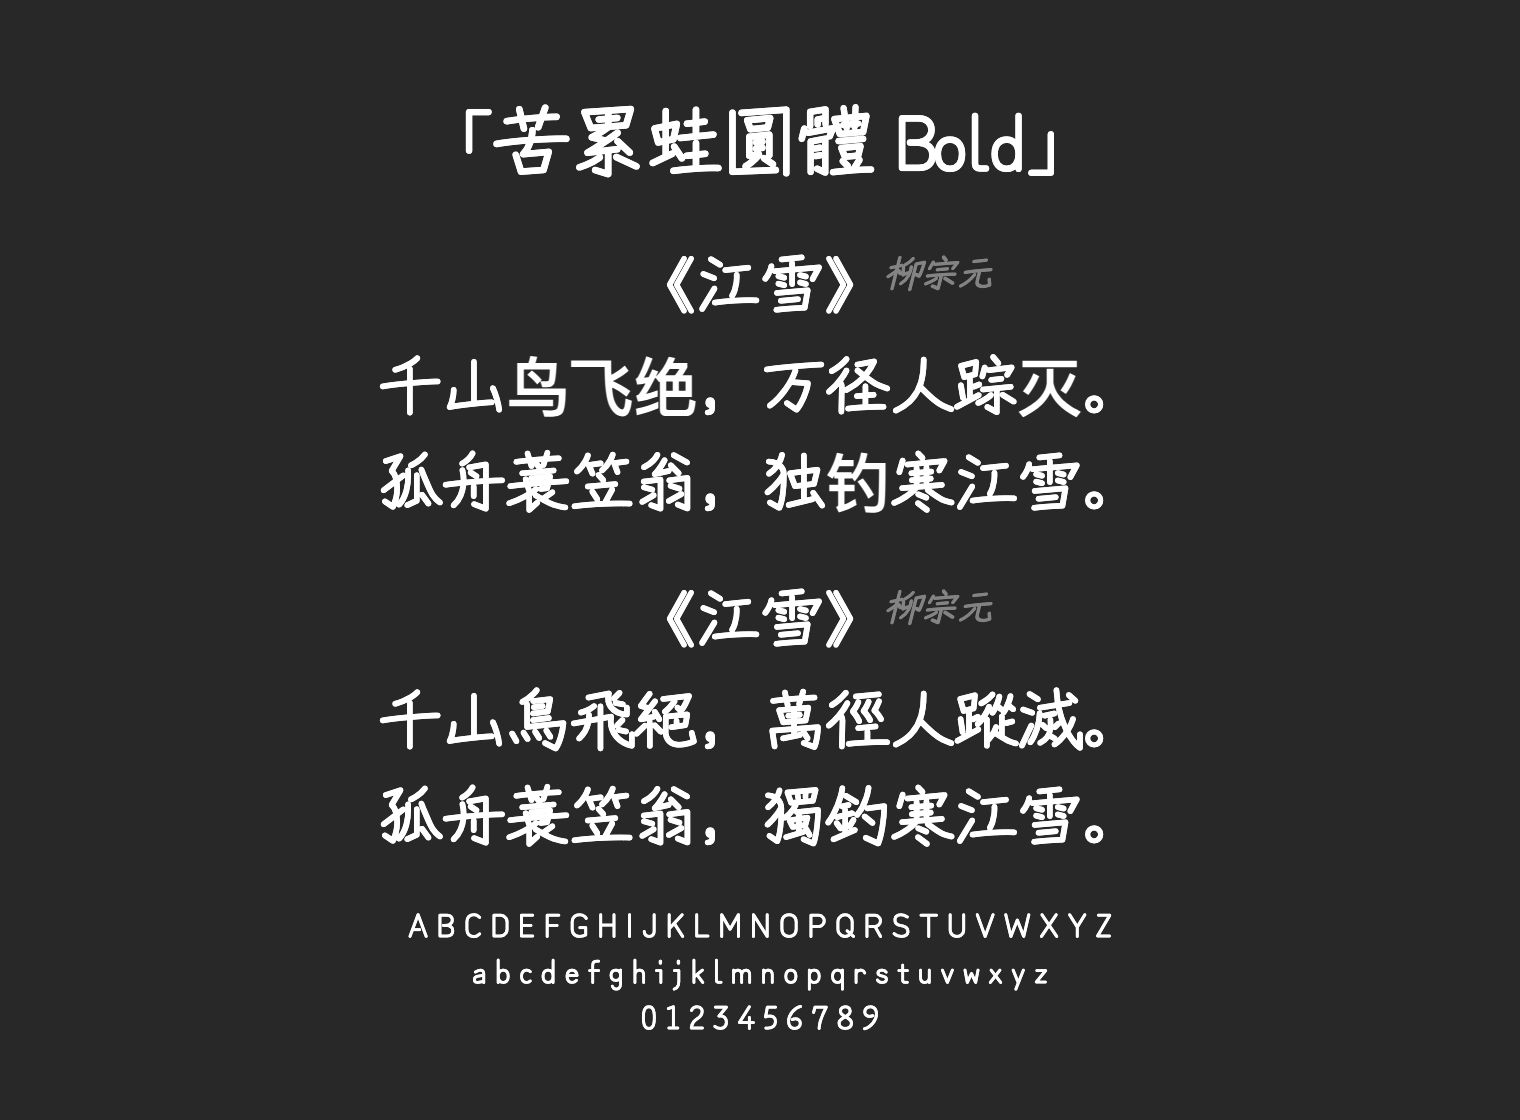 「苦累蛙圓體 Bold」
《江雪》 柳宗元
千山鸟飞绝，万径人踪灭。
孤舟蓑笠翁，独钓寒江雪。
《江雪》 柳宗元
千山鳥飛絕，萬徑人蹤滅。
孤舟蓑笠翁，獨釣寒江雪。
ABCDEFGHIJKLMNOPQRSTUVWXYZ
abcdefghijklmnopqrstuvwxyz
0123456789